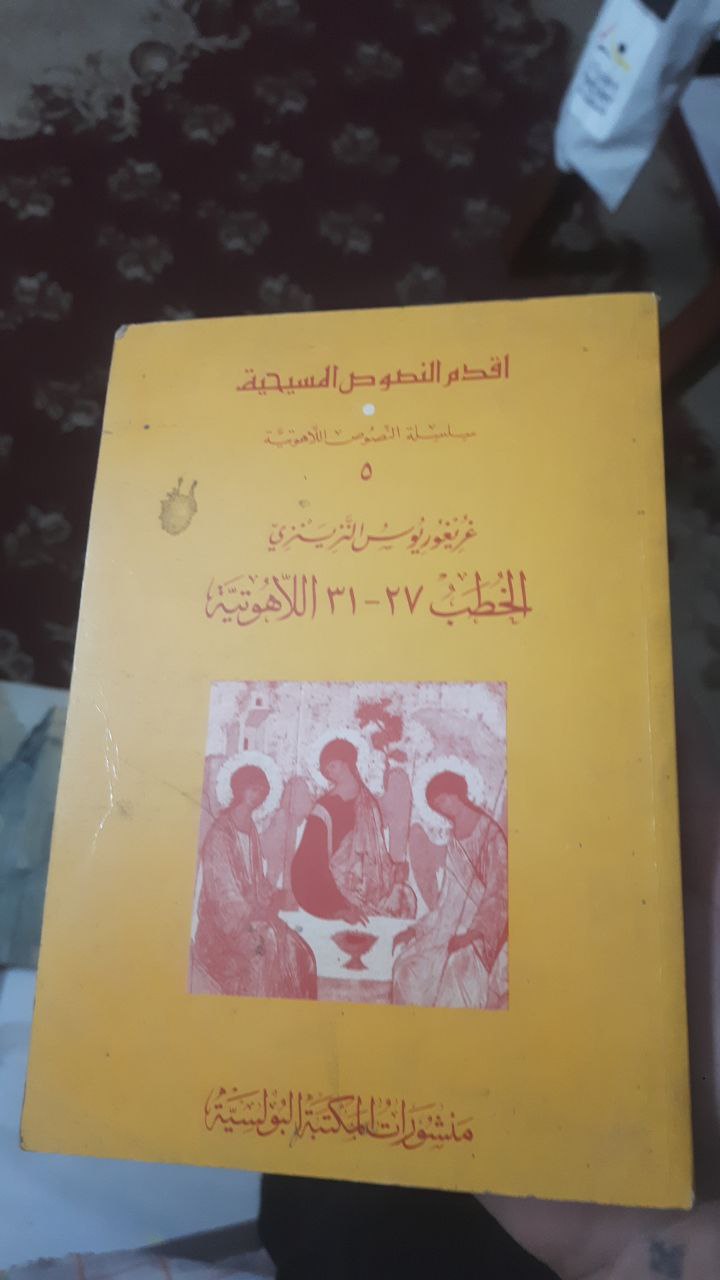 اقدم النصوص المسيحية
سلسلة النصوص اللاهوتية
٥
غريغوريوس النزينزي
الخطب ٢٧ - ٣١ اللاهوتية
منشورات المكتبة البولسية